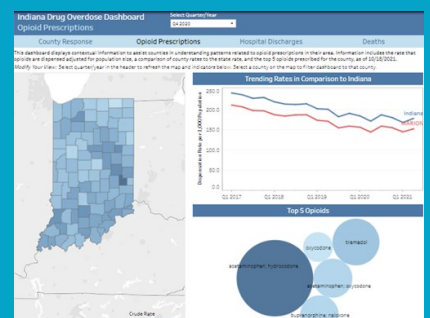 Indiana Drug Overdose Dashboard
Opioid Prescriptions
Select Quarter/Year
Q4 2020
County Response
Opioid Prescriptions
Hospital Discharges
Deaths
This dashboard displays contextual information to assist counties in understanding patterns related to opioid prescriptions in their area. Information includes the rate that
opioids are dispensed adjusted for population size, a comparison of county rates to the state rate, and the top 5 opioids prescribed for the county, as of 10/18/2021.
Modify Your View: Select quarter/year in the header to refresh the map and indicators below. Select a county on the map to filter dashboard to that county.
Trending Rates in Comparison to Indiana
Dispensation Rate per 1,000 Population
250.0
200.0
150.0
100.0
50.0
0.0
Indiana
MARION
Q1 2017
Q1 2018
Q1 2019
Q1 2020
Q1 2021
Top 5 Opioids
oxycodone
tramadol
acetaminophen; hydrocodone
acetaminophen; oxycodone
buprenorphine; naloxone
Crude Rate